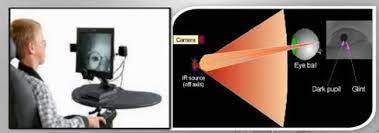 Camera
Eye ball
IR source
(off axis)
Dark pupil
Glint